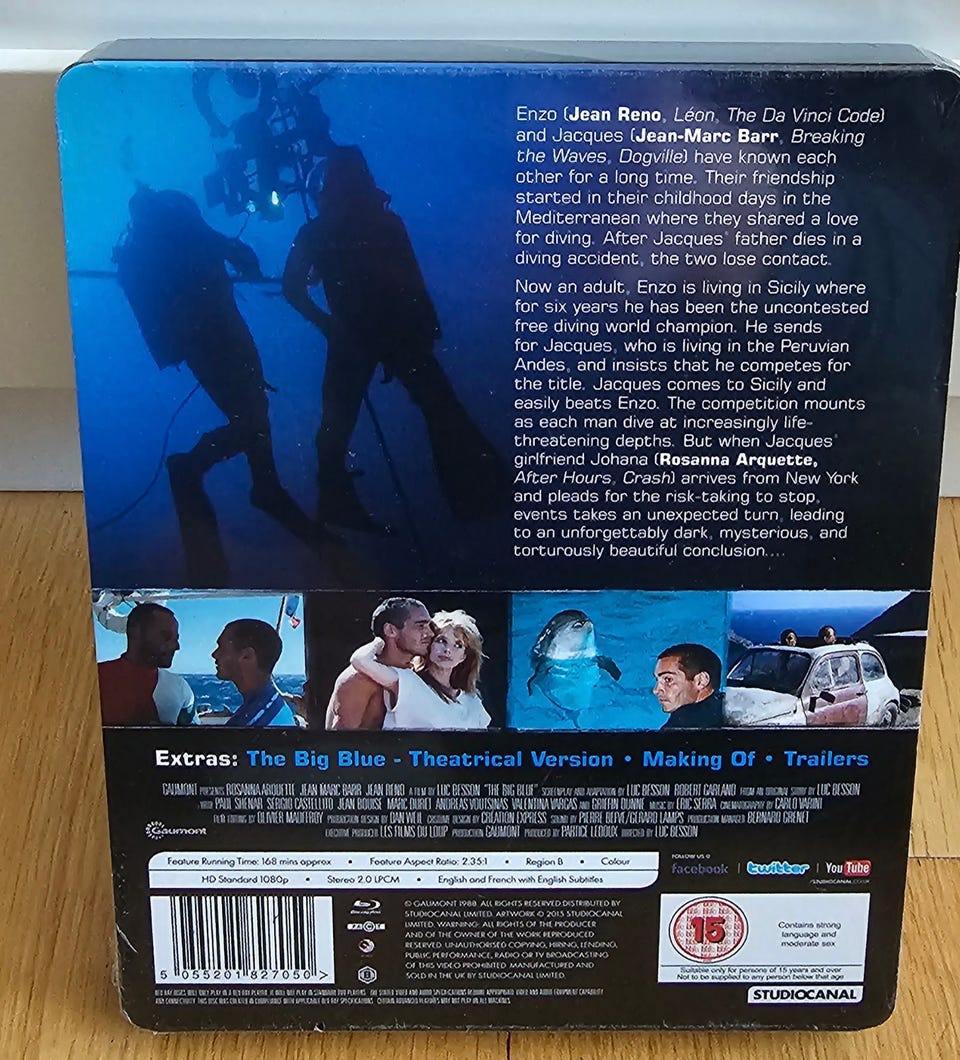 Enzo (Jean Reno, Léon, The Da Vinci Code)
and Jacques (Jean-Marc Barr, Breaking
the Waves, Dogville) have known each
other for a long time. Their friendship
started in their childhood days in the
Mediterranean where they shared a love
for diving. After Jacques' father dies in a
diving accident, the two lose contact.
Now an adult, Enzo is living in Sicily where
for six years he has been the uncontested
free diving world champion. He sends
for Jacques, who is living in the Peruvian
Andes, and insists that he competes for
the title. Jacques comes to Sicily and
easily beats Enzo. The competition mounts
as each man dive at increasingly life-
threatening depths. But when Jacques'
girlfriend Johana (Rosanna Arquette,
After Hours, Crash) arrives from New York
and pleads for the risk-taking to stop,
events takes an unexpected turn, leading
to an unforgettably dark, mysterious, and
torturously beautiful conclusion....
Extras: The Big Blue - Theatrical Version • Making Of • Trailers
GAUMONT PRESENTS ROSANNA ARQUETTE JEAN MARC BARR JEAN RENO A FILM BY LUC BESSON "THE BIG BLUE" SCREENPLAY AND ADAPTATION BY LUC BESSON ROBERT GARLAND FROM AN ORIGINAL STORY BY LUC BESSON
WITH PAUL SHENAR SERGIO CASTELLITO JEAN BOUISE MARC DURET ANDREAS VOUTSINAS VALENTINA VARGAS AND GRIFFIN DUNNE MUSIC BY ERIC SERRA CINEMATOGRAPHY BY CARLO VARINI
FILM EDITING BY OLIVIER MAUFFROY PRODUCTION DESIGN BY DAN WEIL COSTUME DESIGN BY CREATION EXPRESS SOUND BY PIERRE BEFVE/GERARD LAMPS PRODUCTION MANAGER BERNARD GRENET
EXECUTIVE PRODUCER LES FILMS DU LOUP PRODUCTION GAUMONT PRODUCED BY PARTICE LEDOUX DIRECTED BY LUC BESSON
Gaumont
Feature Running Time: 168 mins approx • Feature Aspect Ratio: 2.35:1 • Region B • Colour
HD Standard 1080p • Stereo 2.0 LPCM • English and French with English Subtitles
FOLLOW US @
facebook | twitter | YouTube
/STUDIOCANAL.CO.UK
5 055201 827050 >
Blu-ray Disc
© GAUMONT 1988. ALL RIGHTS RESERVED.DISTRIBUTED BY
STUDIOCANAL LIMITED. ARTWORK © 2013 STUDIOCANAL
LIMITED. WARNING: ALL RIGHTS OF THE PRODUCER
AND OF THE OWNER OF THE WORK REPRODUCED
RESERVED. UNAUTHORISED COPYING, HIRING, LENDING,
PUBLIC PERFORMANCE, RADIO OR TV BROADCASTING
OF THIS VIDEO PROHIBITED. MANUFACTURED AND
SOLD IN THE UK BY STUDIOCANAL LIMITED.
15
Contains strong
language and
moderate sex
Suitable only for persons of 15 years and over
Not to be supplied to any person below that age
STUDIOCANAL